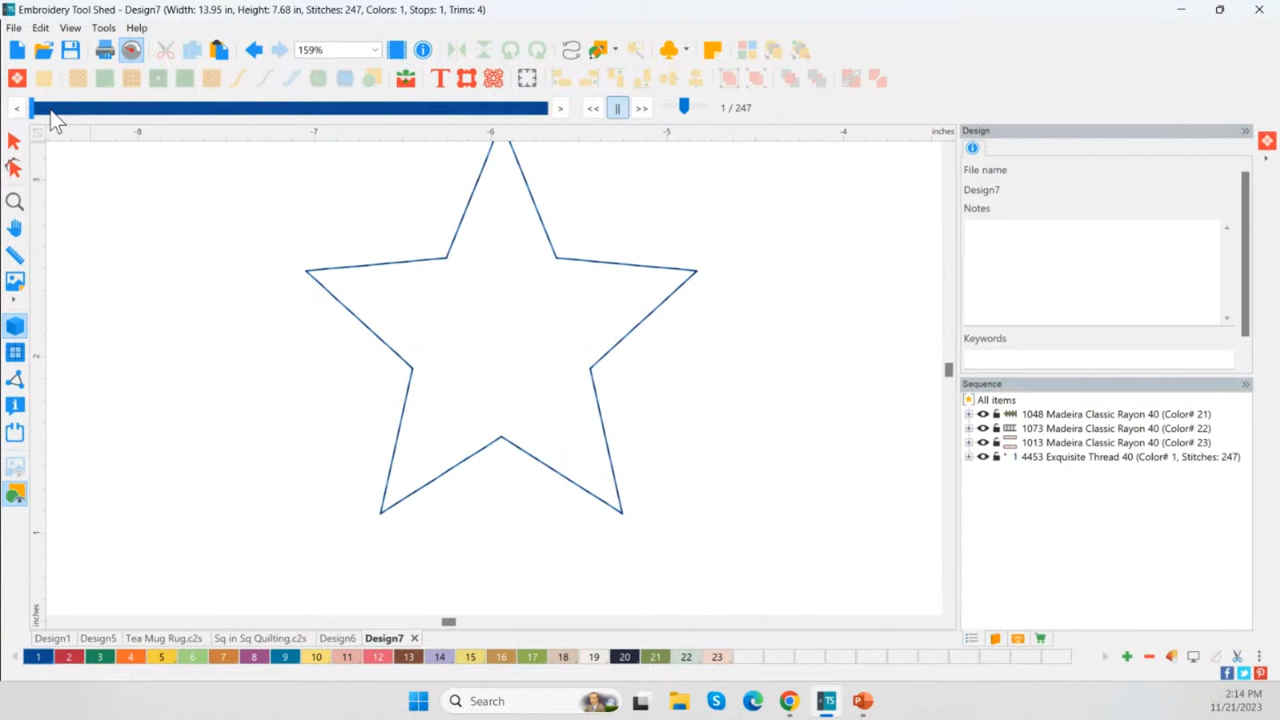 Embroidery Tool Shed - Design7 (Width: 13.95 in, Height: 7.68 in, Stitches: 247, Colors: 1, Stops: 1, Trims: 4)
File Edit View Tools Help
159%
< > << || >> 1 / 247
-8 -7 -6 -5 -4 inches
3
2
1
inches
Design
File name
Design7
Notes
Keywords
Sequence
All items
1048 Madeira Classic Rayon 40 (Color# 21)
1073 Madeira Classic Rayon 40 (Color# 22)
1013 Madeira Classic Rayon 40 (Color# 23)
4453 Exquisite Thread 40 (Color# 1, Stitches: 247)
Design1 Design5 Tea Mug Rug.c2s Sq in Sq Quilting.c2s Design6 Design7
1 2 3 4 5 6 7 8 9 10 11 12 13 14 15 16 17 18 19 20 21 22 23
Search
2:14 PM
11/21/2023